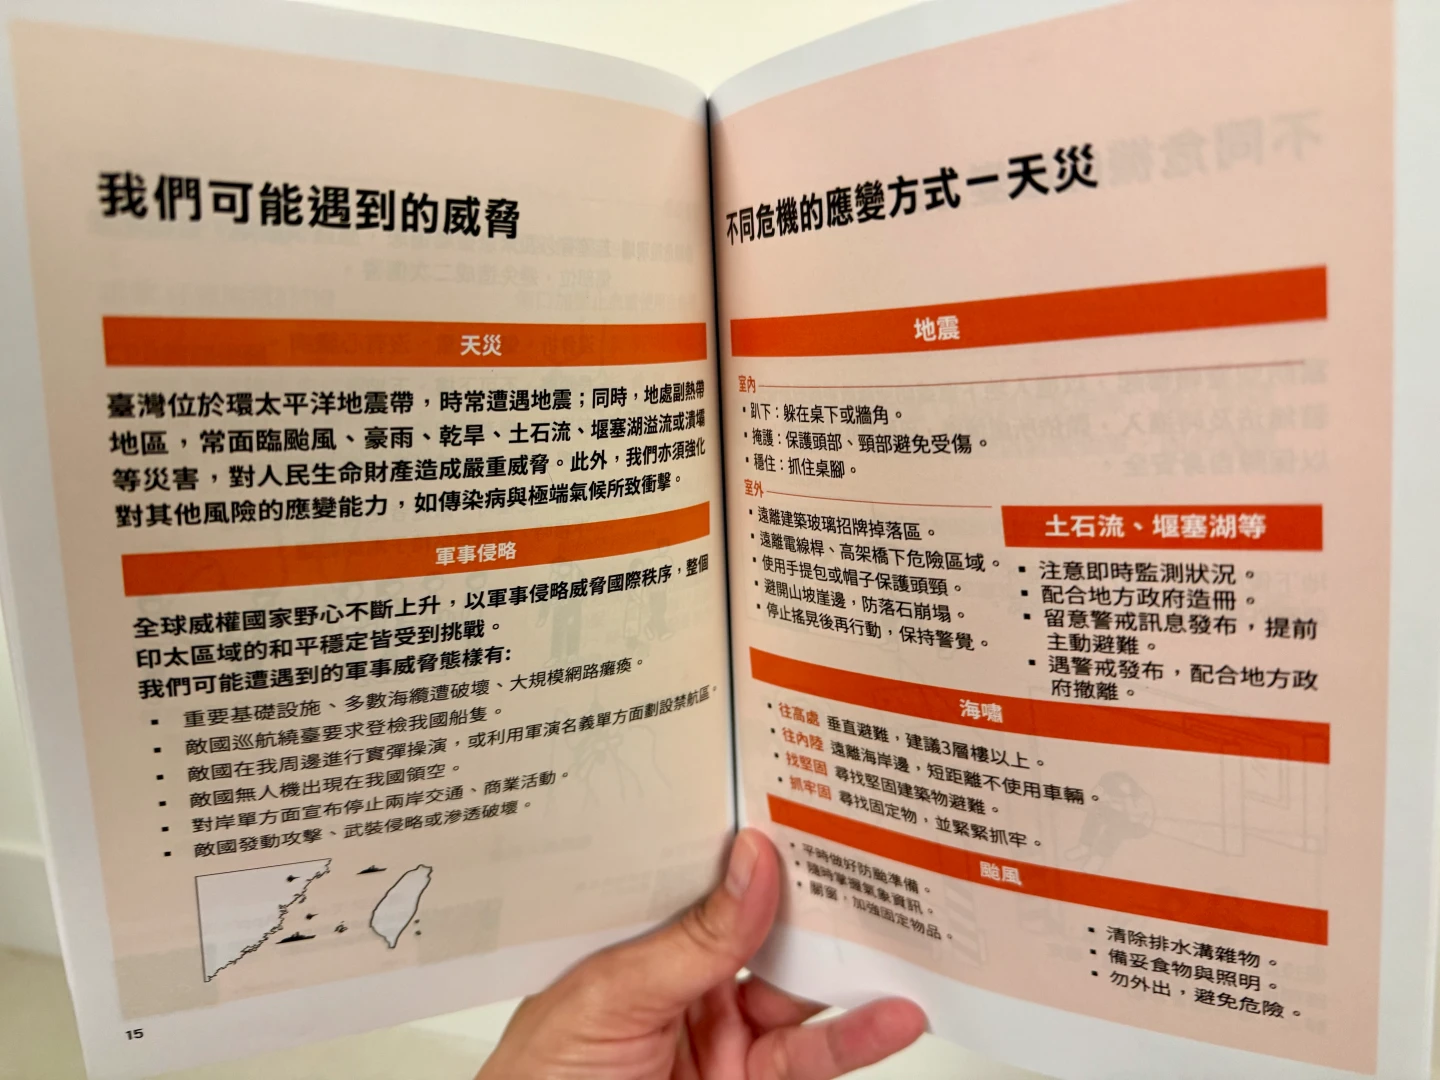 我們可能遇到的威脅
天災
臺灣位於環太平洋地震帶，時常遭遇地震；同時，地處副熱帶
地區，常面臨颱風、豪雨、乾旱、土石流、堰塞湖溢流或潰壩
等災害，對人民生命財產造成嚴重威脅。此外，我們亦須強化
對其他風險的應變能力，如傳染病與極端氣候所致衝擊。
軍事侵略
全球威權國家野心不斷上升，以軍事侵略威脅國際秩序，整個
印太區域的和平穩定皆受到挑戰。
我們可能遭遇到的軍事威脅態樣有:
▪ 重要基礎設施、多數海纜遭破壞、大規模網路癱瘓。
▪ 敵國巡航繞臺要求登檢我國船隻。
▪ 敵國在我周邊進行實彈操演，或利用軍演名義單方面劃設禁航區。
▪ 敵國無人機出現在我國領空。
▪ 對岸單方面宣布停止兩岸交通、商業活動。
▪ 敵國發動攻擊、武裝侵略或滲透破壞。
15
不同危機的應變方式－天災
地震
室內
▪ 趴下：躲在桌下或牆角。
▪ 掩護：保護頭部、頸部避免受傷。
▪ 穩住：抓住桌腳。
室外
▪ 遠離建築玻璃招牌掉落區。
▪ 遠離電線桿、高架橋下危險區域。
▪ 使用手提包或帽子保護頭頸。
▪ 避開山坡崖邊，防落石崩塌。
▪ 停止搖晃後再行動，保持警覺。
土石流、堰塞湖等
▪ 注意即時監測狀況。
▪ 配合地方政府造冊。
▪ 留意警戒訊息發布，提前
主動避難。
▪ 遇警戒發布，配合地方政
府撤離。
海嘯
▪ 往高處 垂直避難，建議3層樓以上。
▪ 往內陸 遠離海岸邊，短距離不使用車輛。
▪ 找堅固 尋找堅固建築物避難。
▪ 抓牢固 尋找固定物，並緊緊抓牢。
颱風
▪ 平時做好防颱準備。
▪ 隨時掌握氣象資訊。
▪ 關窗，加強固定物品。
▪ 清除排水溝雜物。
▪ 備妥食物與照明。
▪ 勿外出，避免危險。